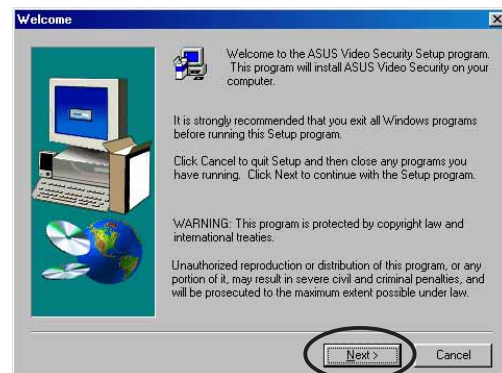 Welcome
Welcome to the ASUS Video Security Setup program.
This program will install ASUS Video Security on your
computer.
It is strongly recommended that you exit all Windows programs
before running this Setup program.
Click Cancel to quit Setup and then close any programs you
have running. Click Next to continue with the Setup program.
WARNING: This program is protected by copyright law and
international treaties.
Unauthorized reproduction or distribution of this program, or any
portion of it, may result in severe civil and criminal penalties, and
will be prosecuted to the maximum extent possible under law.
Next >
Cancel